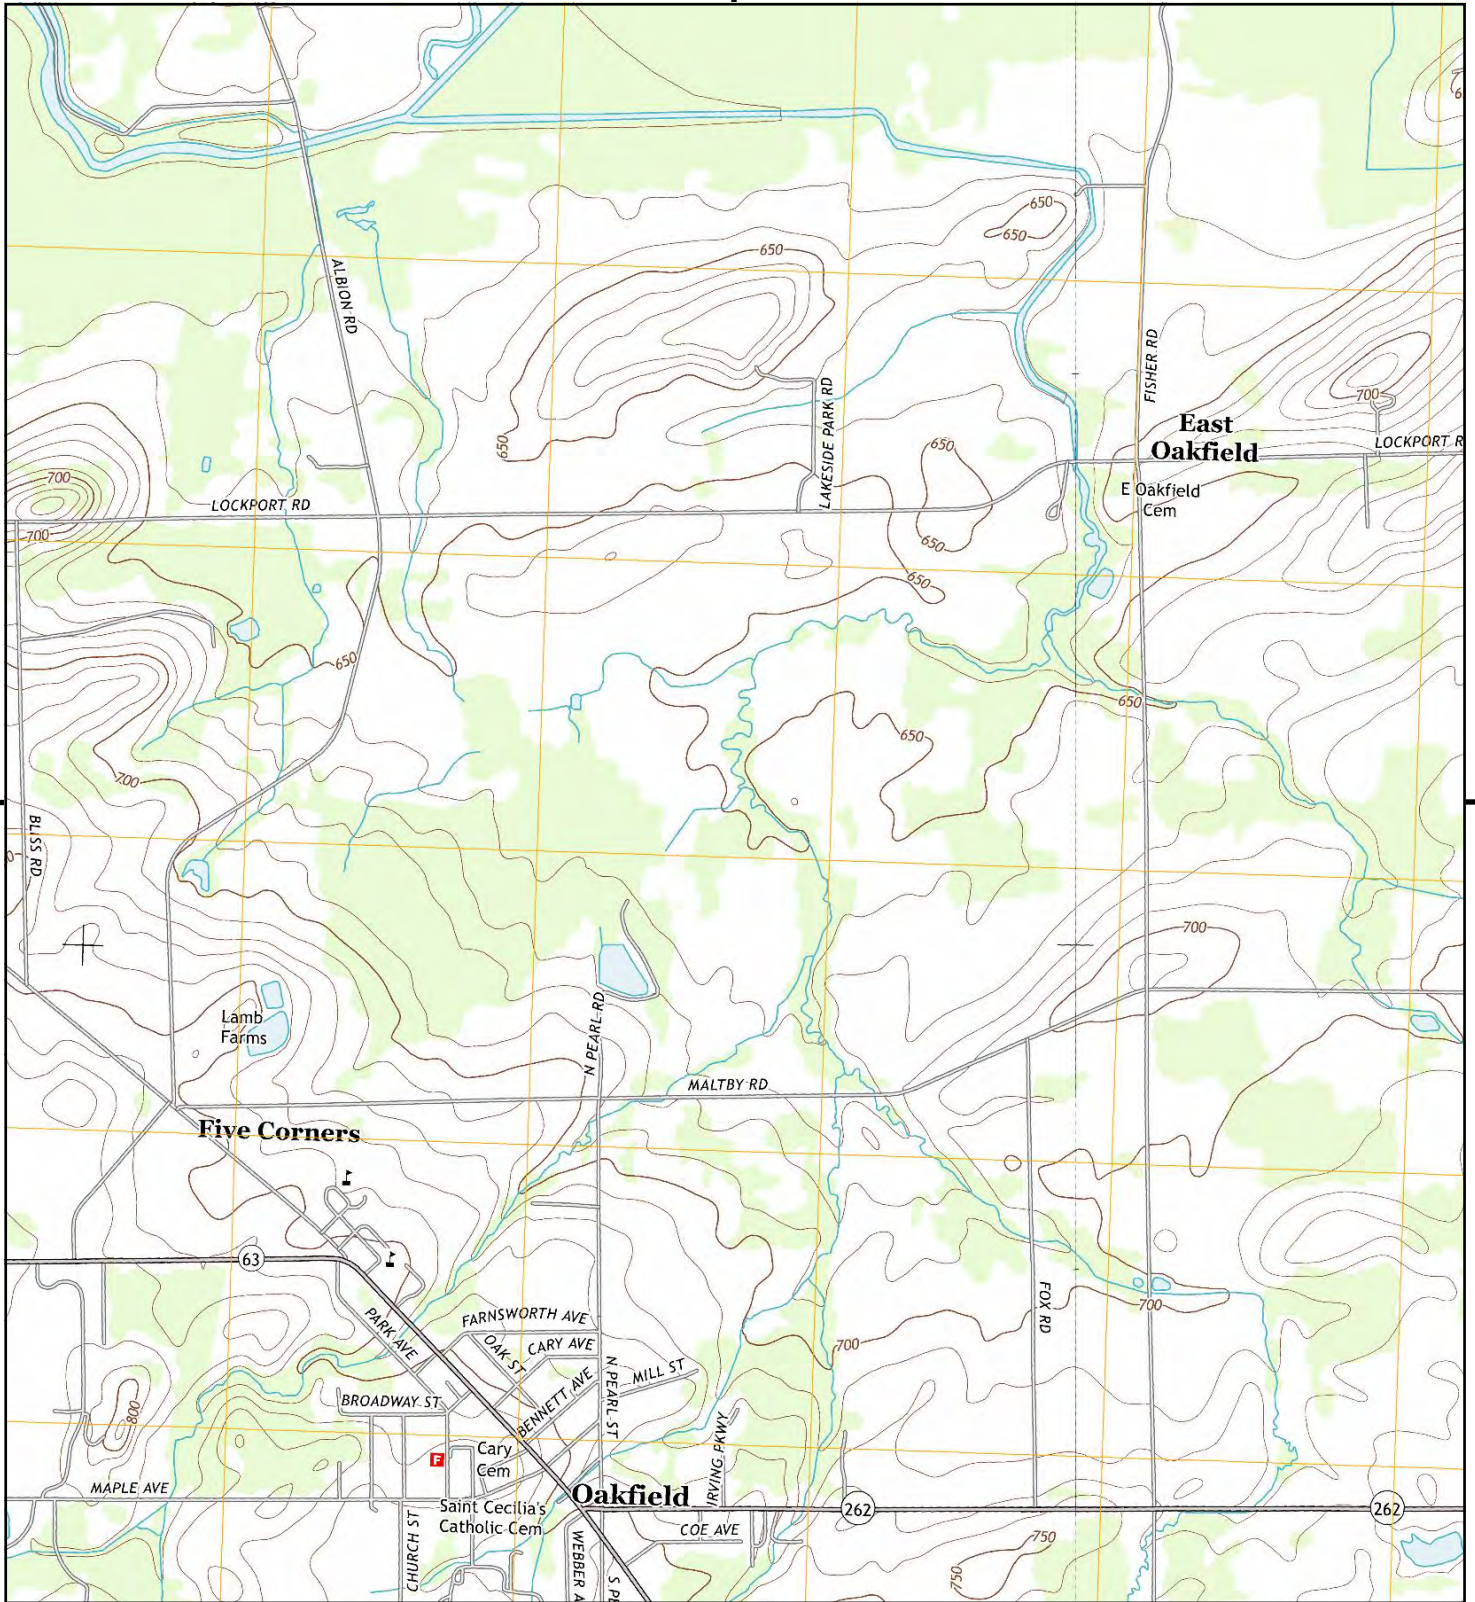 650
650
650
ALBION RD
FISHER RD
LAKESIDE PARK RD
700
East
Oakfield
LOCKPORT R
650
650
700
LOCKPORT RD
E Oakfield
Cem
700
650
650
650
650
650
700
BLISS RD
700
Lamb
Farms
N PEARL RD
MALTBY RD
Five Corners
63
FOX RD
700
PARK AVE
FARNSWORTH AVE
OAK ST
CARY AVE
700
N PEARL ST
MILL ST
BENNETT AVE
BROADWAY ST
800
F
Cary
Cem
IRVING PKWY
MAPLE AVE
Oakfield
262
262
Saint Cecilia's
Catholic Cem
CHURCH ST
COE AVE
750
WEBBER A
S PE
750